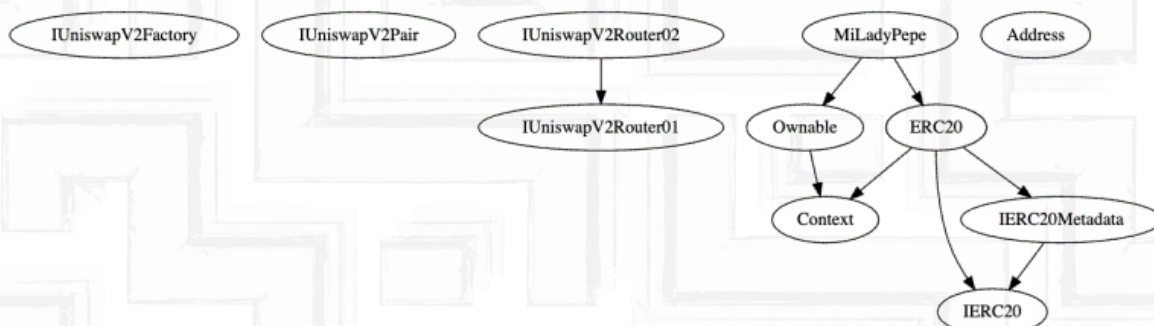 IUniswapV2Factory IUniswapV2Pair IUniswapV2Router02 MiLadyPepe Address
IUniswapV2Router01 Ownable ERC20
Context IERC20Metadata
IERC20